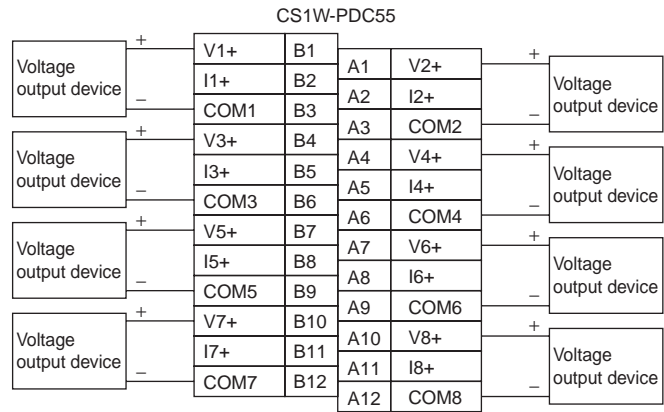 CS1W-PDC55
+ V1+ B1
Voltage output device
I1+ B2
– COM1 B3
+ V3+ B4
Voltage output device
I3+ B5
– COM3 B6
+ V5+ B7
Voltage output device
I5+ B8
– COM5 B9
+ V7+ B10
Voltage output device
I7+ B11
– COM7 B12
A1 V2+ +
Voltage output device
A2 I2+
A3 COM2 –
A4 V4+ +
Voltage output device
A5 I4+
A6 COM4 –
A7 V6+ +
Voltage output device
A8 I6+
A9 COM6 –
A10 V8+ +
Voltage output device
A11 I8+
A12 COM8 –